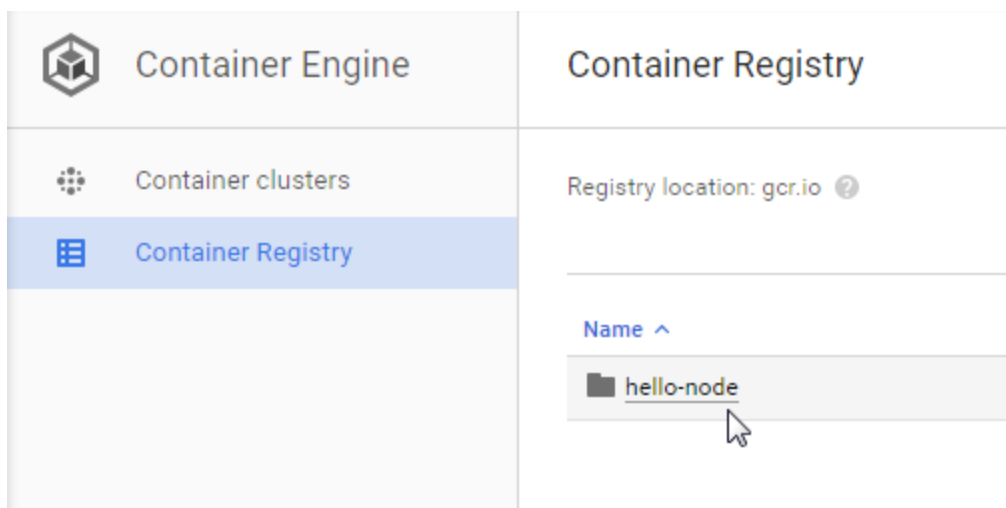 Container Engine
Container clusters
Container Registry
Container Registry
Registry location: gcr.io ?
Name
hello-node